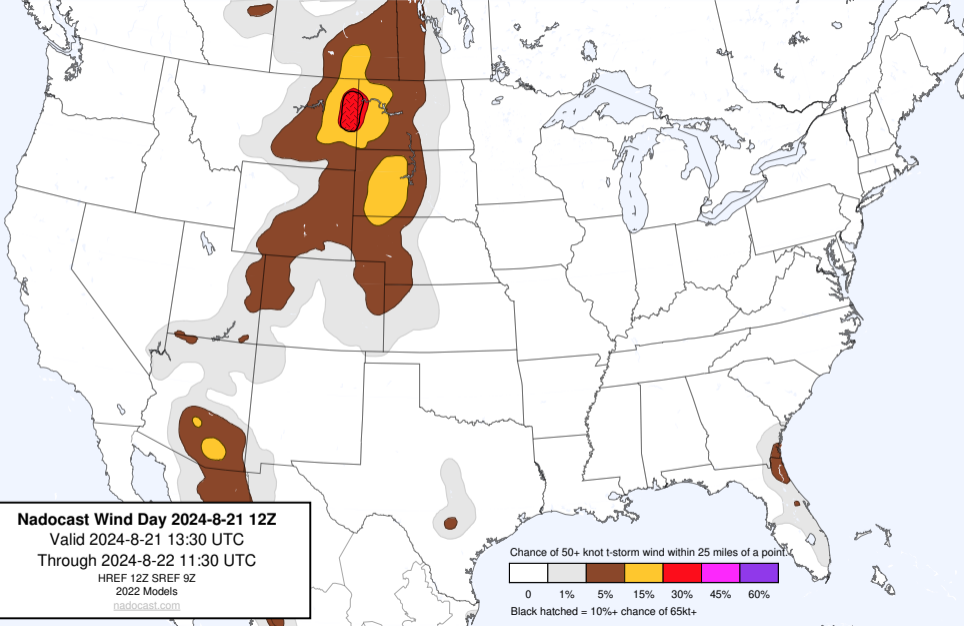 Nadocast Wind Day 2024-8-21 12Z
Valid 2024-8-21 13:30 UTC
Through 2024-8-22 11:30 UTC
HREF 12Z SREF 9Z
2022 Models
nadocast.com
Chance of 50+ knot t-storm wind within 25 miles of a point.
0 1% 5% 15% 30% 45% 60%
Black hatched = 10%+ chance of 65kt+